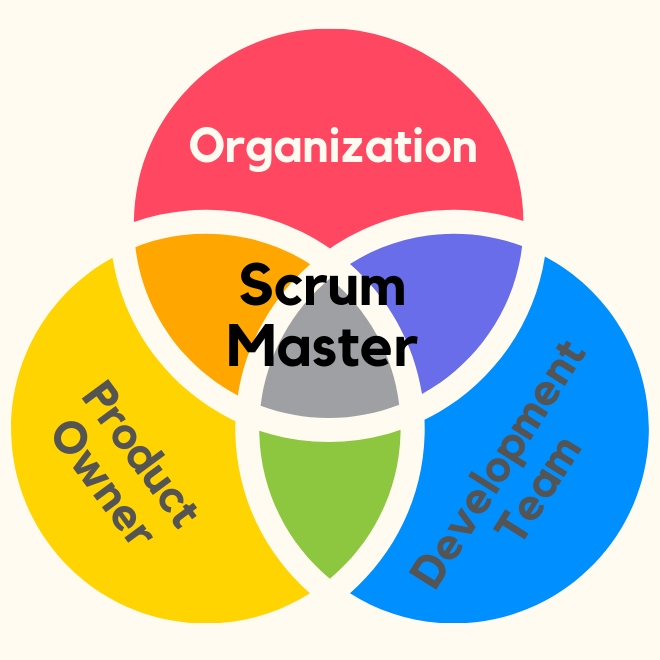 Organization
Scrum
Master
Product
Owner
Development
Team